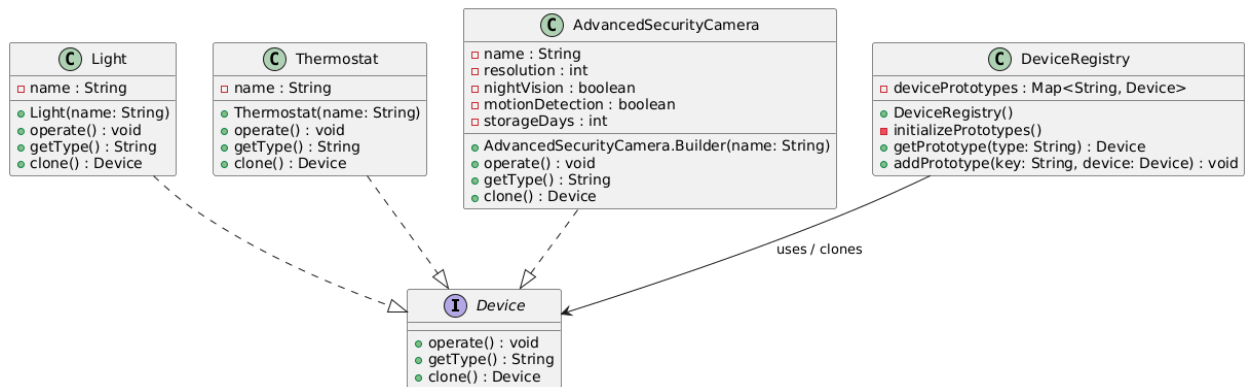 C Light
name : String
Light(name: String)
operate() : void
getType() : String
clone() : Device
C Thermostat
name : String
Thermostat(name: String)
operate() : void
getType() : String
clone() : Device
C AdvancedSecurityCamera
name : String
resolution : int
nightVision : boolean
motionDetection : boolean
storageDays : int
AdvancedSecurityCamera.Builder(name: String)
operate() : void
getType() : String
clone() : Device
C DeviceRegistry
devicePrototypes : Map<String, Device>
DeviceRegistry()
initializePrototypes()
getPrototype(type: String) : Device
addPrototype(key: String, device: Device) : void
uses / clones
I Device
operate() : void
getType() : String
clone() : Device